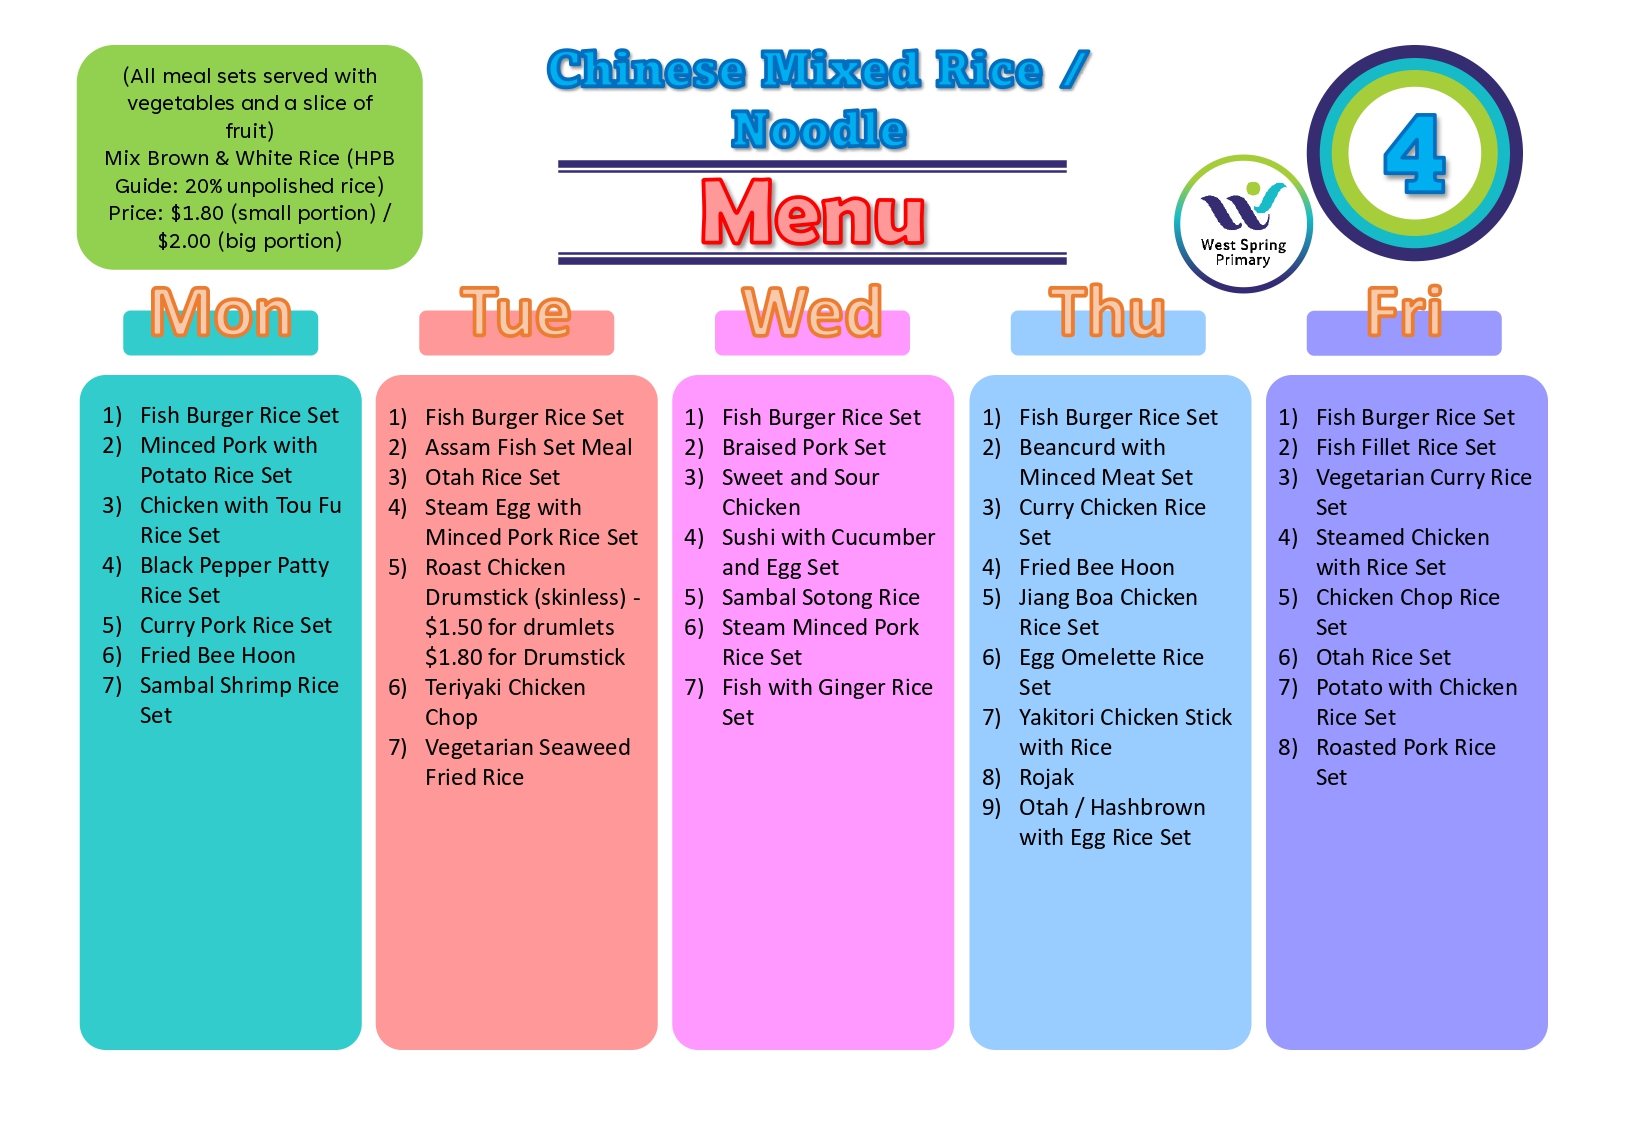 (All meal sets served with
vegetables and a slice of
fruit)
Mix Brown & White Rice (HPB
Guide: 20% unpolished rice)
Price: $1.80 (small portion) /
$2.00 (big portion)
Chinese Mixed Rice /
Noodle
Menu
West Spring
Primary
4
Mon
1) Fish Burger Rice Set
2) Minced Pork with
Potato Rice Set
3) Chicken with Tou Fu
Rice Set
4) Black Pepper Patty
Rice Set
5) Curry Pork Rice Set
6) Fried Bee Hoon
7) Sambal Shrimp Rice
Set
Tue
1) Fish Burger Rice Set
2) Assam Fish Set Meal
3) Otah Rice Set
4) Steam Egg with
Minced Pork Rice Set
5) Roast Chicken
Drumstick (skinless) -
$1.50 for drumlets
$1.80 for Drumstick
6) Teriyaki Chicken
Chop
7) Vegetarian Seaweed
Fried Rice
Wed
1) Fish Burger Rice Set
2) Braised Pork Set
3) Sweet and Sour
Chicken
4) Sushi with Cucumber
and Egg Set
5) Sambal Sotong Rice
6) Steam Minced Pork
Rice Set
7) Fish with Ginger Rice
Set
Thu
1) Fish Burger Rice Set
2) Beancurd with
Minced Meat Set
3) Curry Chicken Rice
Set
4) Fried Bee Hoon
5) Jiang Boa Chicken
Rice Set
6) Egg Omelette Rice
Set
7) Yakitori Chicken Stick
with Rice
8) Rojak
9) Otah / Hashbrown
with Egg Rice Set
Fri
1) Fish Burger Rice Set
2) Fish Fillet Rice Set
3) Vegetarian Curry Rice
Set
4) Steamed Chicken
with Rice Set
5) Chicken Chop Rice
Set
6) Otah Rice Set
7) Potato with Chicken
Rice Set
8) Roasted Pork Rice
Set